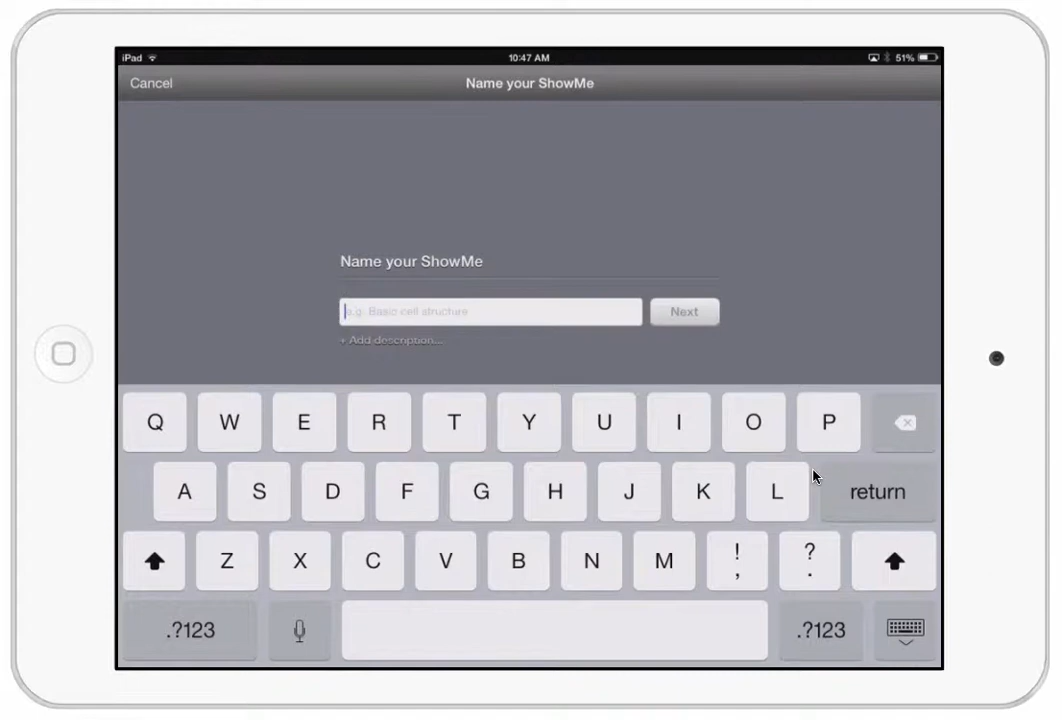 iPad 10:47 AM 51%
Cancel Name your ShowMe
Name your ShowMe
e.g. Basic cell structure Next
+ Add description...
Q W E R T Y U I O P
A S D F G H J K L return
Z X C V B N M ! , ? .
.?123 .?123